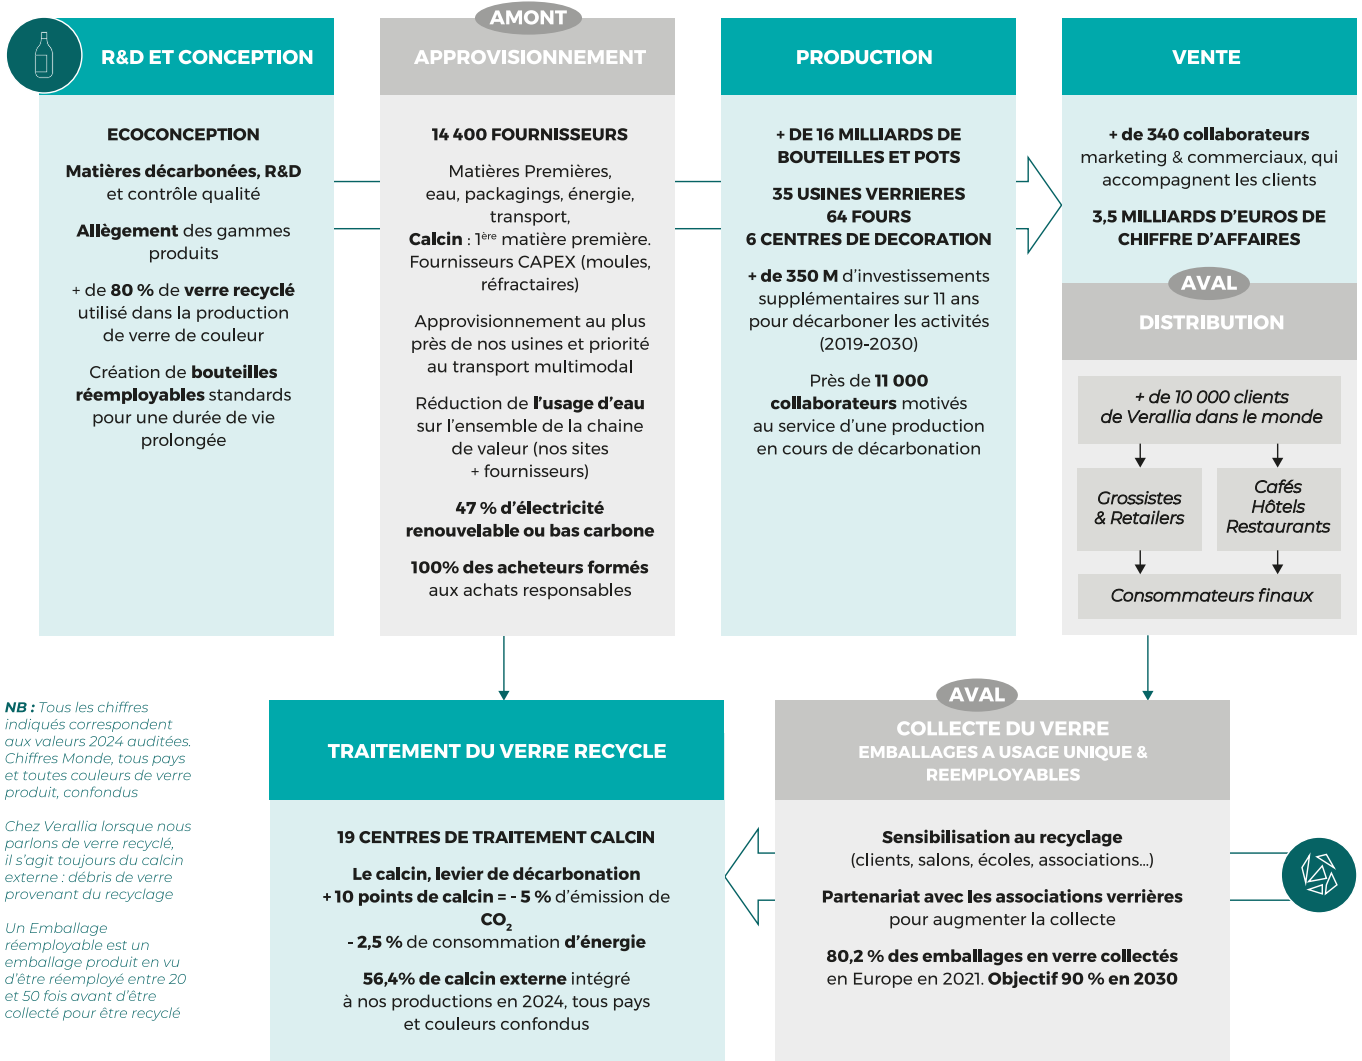 R&D ET CONCEPTION
ECOCONCEPTION
Matières décarbonées, R&D
et contrôle qualité
Allègement des gammes
produits
+ de 80 % de verre recyclé
utilisé dans la production
de verre de couleur
Création de bouteilles
réemployables standards
pour une durée de vie
prolongée
AMONT
APPROVISIONNEMENT
14 400 FOURNISSEURS
Matières Premières,
eau, packagings, énergie,
transport,
Calcin : 1ère matière première.
Fournisseurs CAPEX (moules,
réfractaires)
Approvisionnement au plus
près de nos usines et priorité
au transport multimodal
Réduction de l’usage d’eau
sur l’ensemble de la chaine
de valeur (nos sites
+ fournisseurs)
47 % d’électricité
renouvelable ou bas carbone
100% des acheteurs formés
aux achats responsables
PRODUCTION
+ DE 16 MILLIARDS DE
BOUTEILLES ET POTS
35 USINES VERRIERES
64 FOURS
6 CENTRES DE DECORATION
+ de 350 M d’investissements
supplémentaires sur 11 ans
pour décarboner les activités
(2019-2030)
Près de 11 000
collaborateurs motivés
au service d’une production
en cours de décarbonation
VENTE
+ de 340 collaborateurs
marketing & commerciaux, qui
accompagnent les clients
3,5 MILLIARDS D’EUROS DE
CHIFFRE D’AFFAIRES
AVAL
DISTRIBUTION
+ de 10 000 clients
de Verallia dans le monde
Grossistes
& Retailers
Cafés
Hôtels
Restaurants
Consommateurs finaux
NB : Tous les chiffres
indiqués correspondent
aux valeurs 2024 auditées.
Chiffres Monde, tous pays
et toutes couleurs de verre
produit, confondus
Chez Verallia lorsque nous
parlons de verre recyclé,
il s’agit toujours du calcin
externe : débris de verre
provenant du recyclage
Un Emballage
réemployable est un
emballage produit en vu
d’être réemployé entre 20
et 50 fois avant d’être
collecté pour être recyclé
TRAITEMENT DU VERRE RECYCLE
19 CENTRES DE TRAITEMENT CALCIN
Le calcin, levier de décarbonation
+ 10 points de calcin = - 5 % d’émission de
CO2
- 2,5 % de consommation d’énergie
56,4% de calcin externe intégré
à nos productions en 2024, tous pays
et couleurs confondus
AVAL
COLLECTE DU VERRE
EMBALLAGES A USAGE UNIQUE &
REEMPLOYABLES
Sensibilisation au recyclage
(clients, salons, écoles, associations...)
Partenariat avec les associations verrières
pour augmenter la collecte
80,2 % des emballages en verre collectés
en Europe en 2021. Objectif 90 % en 2030